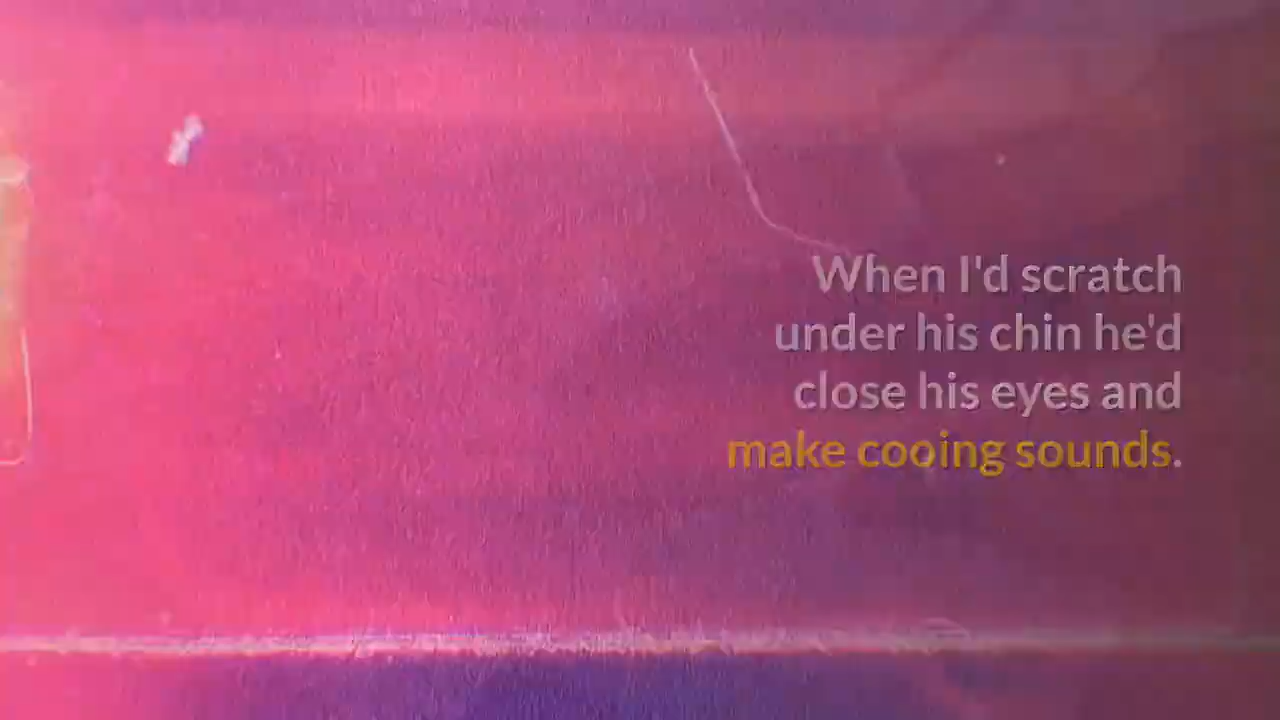 When I'd scratch
under his chin he'd
close his eyes and
make cooing sounds.